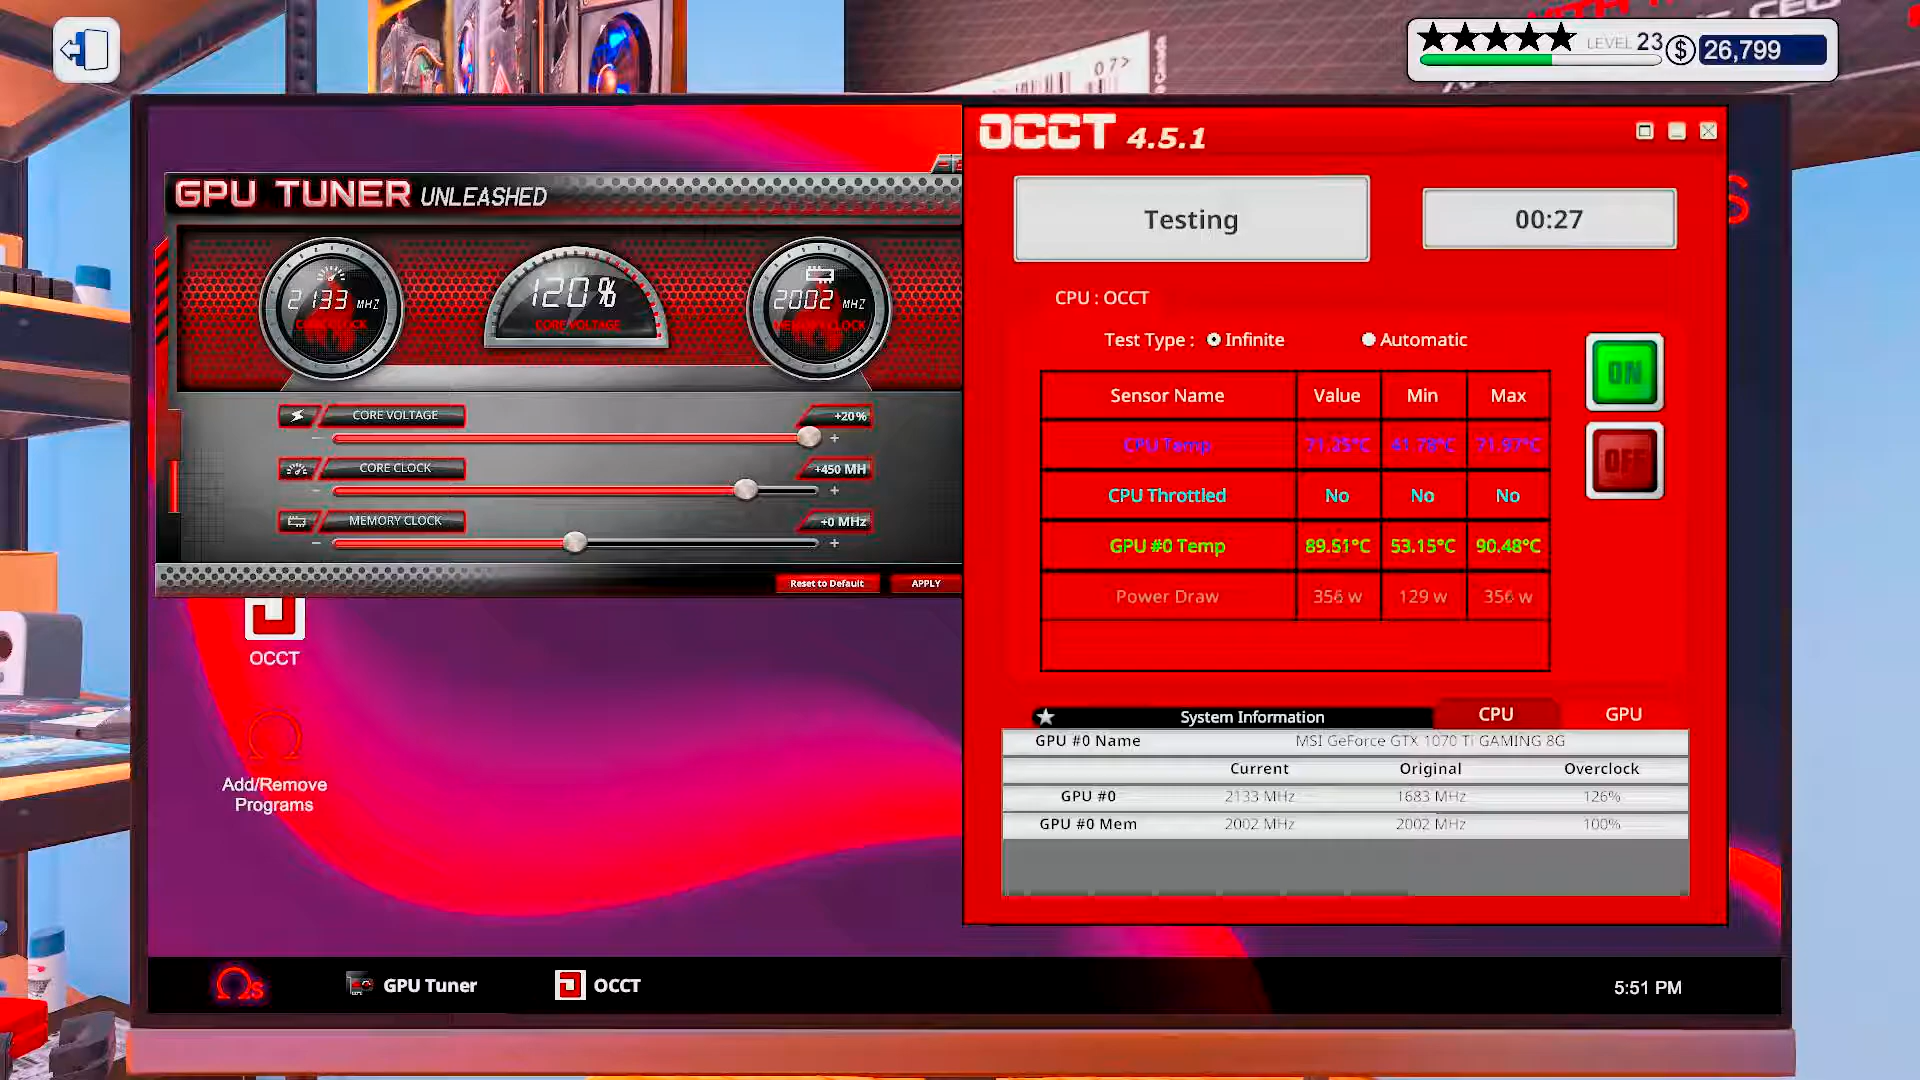 LEVEL 23
$ 26,799
07>
OCCT 4.5.1
GPU TUNER UNLEASHED
Testing
00:27
2133 MHZ
CORE CLOCK
120%
CORE VOLTAGE
2002 MHZ
MEMORY CLOCK
CPU : OCCT
Test Type : Infinite Automatic
ON
OFF
Sensor Name Value Min Max
CPU Temp 71.25°C 41.78°C 71.97°C
CPU Throttled No No No
GPU #0 Temp 89.51°C 53.15°C 90.48°C
Power Draw 356 w 129 w 356 w
CORE VOLTAGE +20%
CORE CLOCK +450 MH
MEMORY CLOCK +0 MHz
Reset to Default APPLY
System Information CPU GPU
GPU #0 Name MSI GeForce GTX 1070 Ti GAMING 8G
Current Original Overclock
GPU #0 2133 MHz 1683 MHz 126%
GPU #0 Mem 2002 MHz 2002 MHz 100%
OCCT
Add/Remove
Programs
Ωs
GPU Tuner
OCCT
5:51 PM